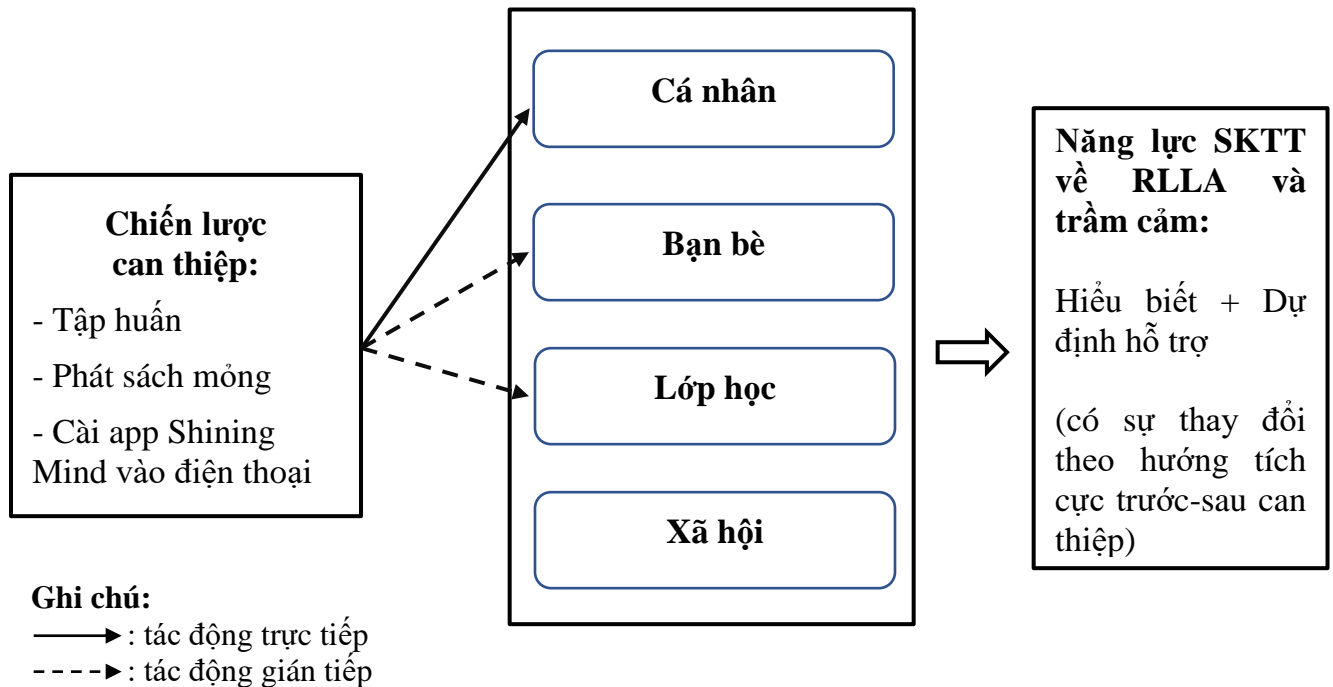 Chiến lược
can thiệp:
- Tập huấn
- Phát sách mỏng
- Cài app Shining
Mind vào điện thoại
Cá nhân
Bạn bè
Lớp học
Xã hội
Năng lực SKTT
về RLLA và
trầm cảm:
Hiểu biết + Dự
định hỗ trợ
(có sự thay đổi
theo hướng tích
cực trước-sau can
thiệp)
Ghi chú:
: tác động trực tiếp
: tác động gián tiếp